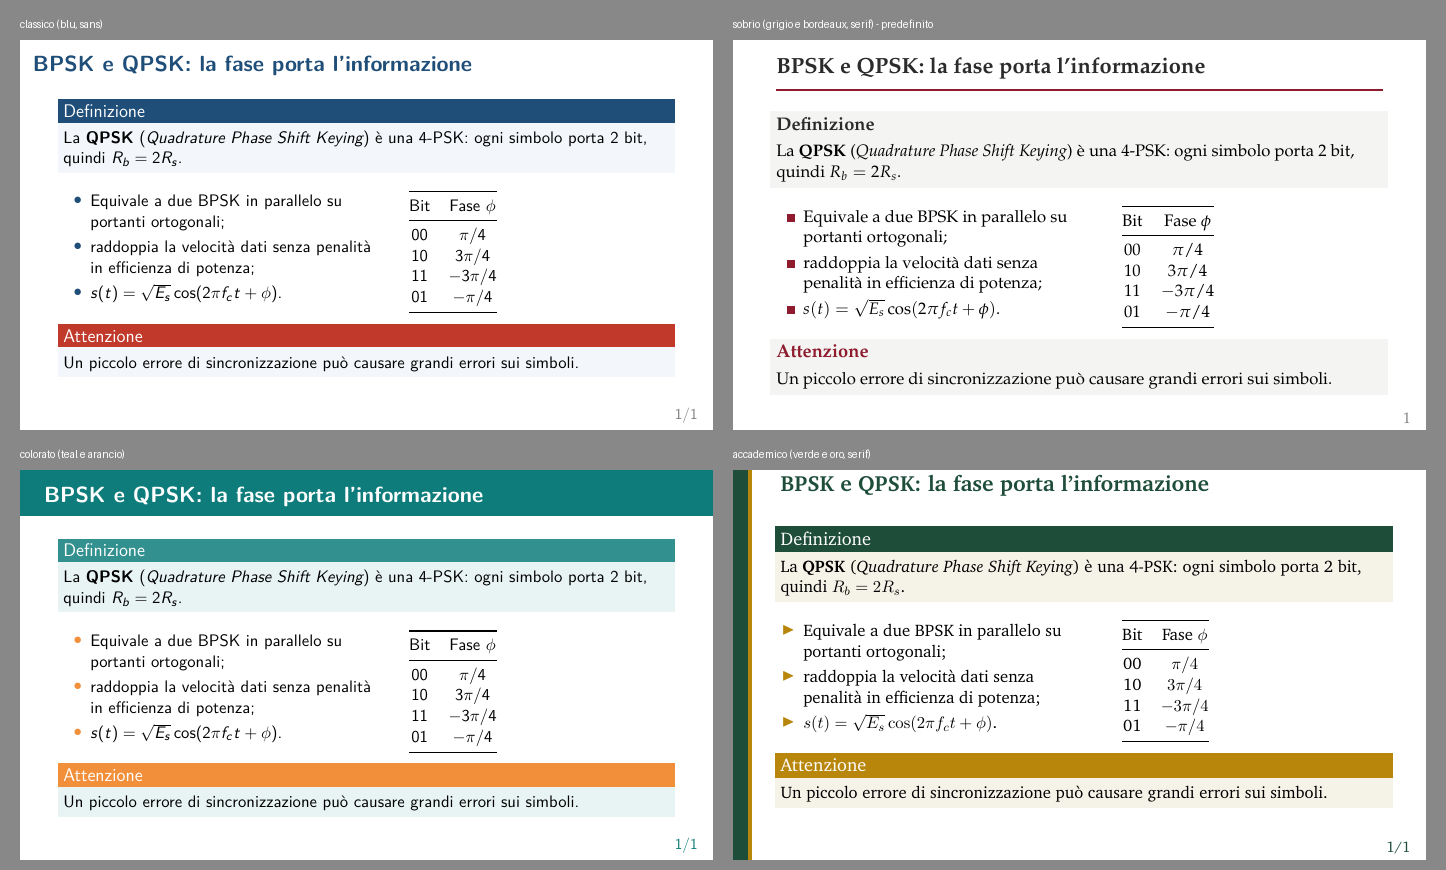 classico (blu, sans)
BPSK e QPSK: la fase porta l'informazione
Definizione
La QPSK (Quadrature Phase Shift Keying) è una 4-PSK: ogni simbolo porta 2 bit,
quindi R_b = 2R_s.
• Equivale a due BPSK in parallelo su
portanti ortogonali;
• raddoppia la velocità dati senza penalità
in efficienza di potenza;
• s(t) = √E_s cos(2πf_c t + ϕ).
Bit Fase ϕ
00 π/4
10 3π/4
11 −3π/4
01 −π/4
Attenzione
Un piccolo errore di sincronizzazione può causare grandi errori sui simboli.
1/1
sobrio (grigio e bordeaux, serif) - predefinito
BPSK e QPSK: la fase porta l'informazione
Definizione
La QPSK (Quadrature Phase Shift Keying) è una 4-PSK: ogni simbolo porta 2 bit,
quindi R_b = 2R_s.
■ Equivale a due BPSK in parallelo su
portanti ortogonali;
■ raddoppia la velocità dati senza
penalità in efficienza di potenza;
■ s(t) = √E_s cos(2πf_c t + ϕ).
Bit Fase ϕ
00 π/4
10 3π/4
11 −3π/4
01 −π/4
Attenzione
Un piccolo errore di sincronizzazione può causare grandi errori sui simboli.
1
colorato (teal e arancio)
BPSK e QPSK: la fase porta l'informazione
Definizione
La QPSK (Quadrature Phase Shift Keying) è una 4-PSK: ogni simbolo porta 2 bit,
quindi R_b = 2R_s.
• Equivale a due BPSK in parallelo su
portanti ortogonali;
• raddoppia la velocità dati senza penalità
in efficienza di potenza;
• s(t) = √E_s cos(2πf_c t + ϕ).
Bit Fase ϕ
00 π/4
10 3π/4
11 −3π/4
01 −π/4
Attenzione
Un piccolo errore di sincronizzazione può causare grandi errori sui simboli.
1/1
accademico (verde e oro, serif)
BPSK e QPSK: la fase porta l'informazione
Definizione
La QPSK (Quadrature Phase Shift Keying) è una 4-PSK: ogni simbolo porta 2 bit,
quindi R_b = 2R_s.
▶ Equivale a due BPSK in parallelo su
portanti ortogonali;
▶ raddoppia la velocità dati senza
penalità in efficienza di potenza;
▶ s(t) = √E_s cos(2πf_c t + ϕ).
Bit Fase ϕ
00 π/4
10 3π/4
11 −3π/4
01 −π/4
Attenzione
Un piccolo errore di sincronizzazione può causare grandi errori sui simboli.
1/1